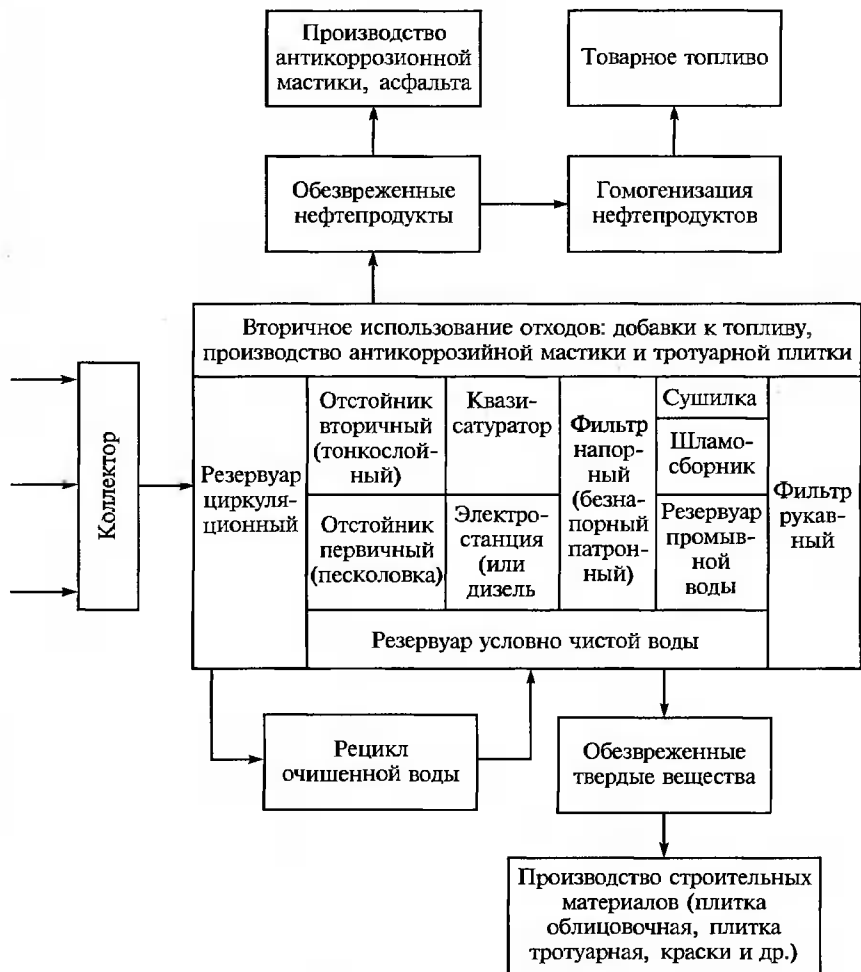 Производство
антикоррозионной
мастики, асфальта
Товарное топливо
Обезвреженные
нефтепродукты
Гомогенизация
нефтепродуктов
Вторичное использование отходов: добавки к топливу,
производство антикоррозийной мастики и тротуарной плитки
Коллектор
Резервуар
циркуля-
ционный
Отстойник
вторичный
(тонкослой-
ный)
Отстойник
первичный
(песколовка)
Квази-
сатуратор
Электро-
станция
(или
дизель
Фильтр
напор-
ный
(безна-
порный
патрон-
ный)
Сушилка
Шламо-
сборник
Резервуар
промыв-
ной
воды
Фильтр
рукав-
ный
Резервуар условно чистой воды
Рецикл
очишенной воды
Обезвреженные
твердые вещества
Производство строительных
материалов (плитка
облицовочная, плитка
тротуарная, краски и др.)